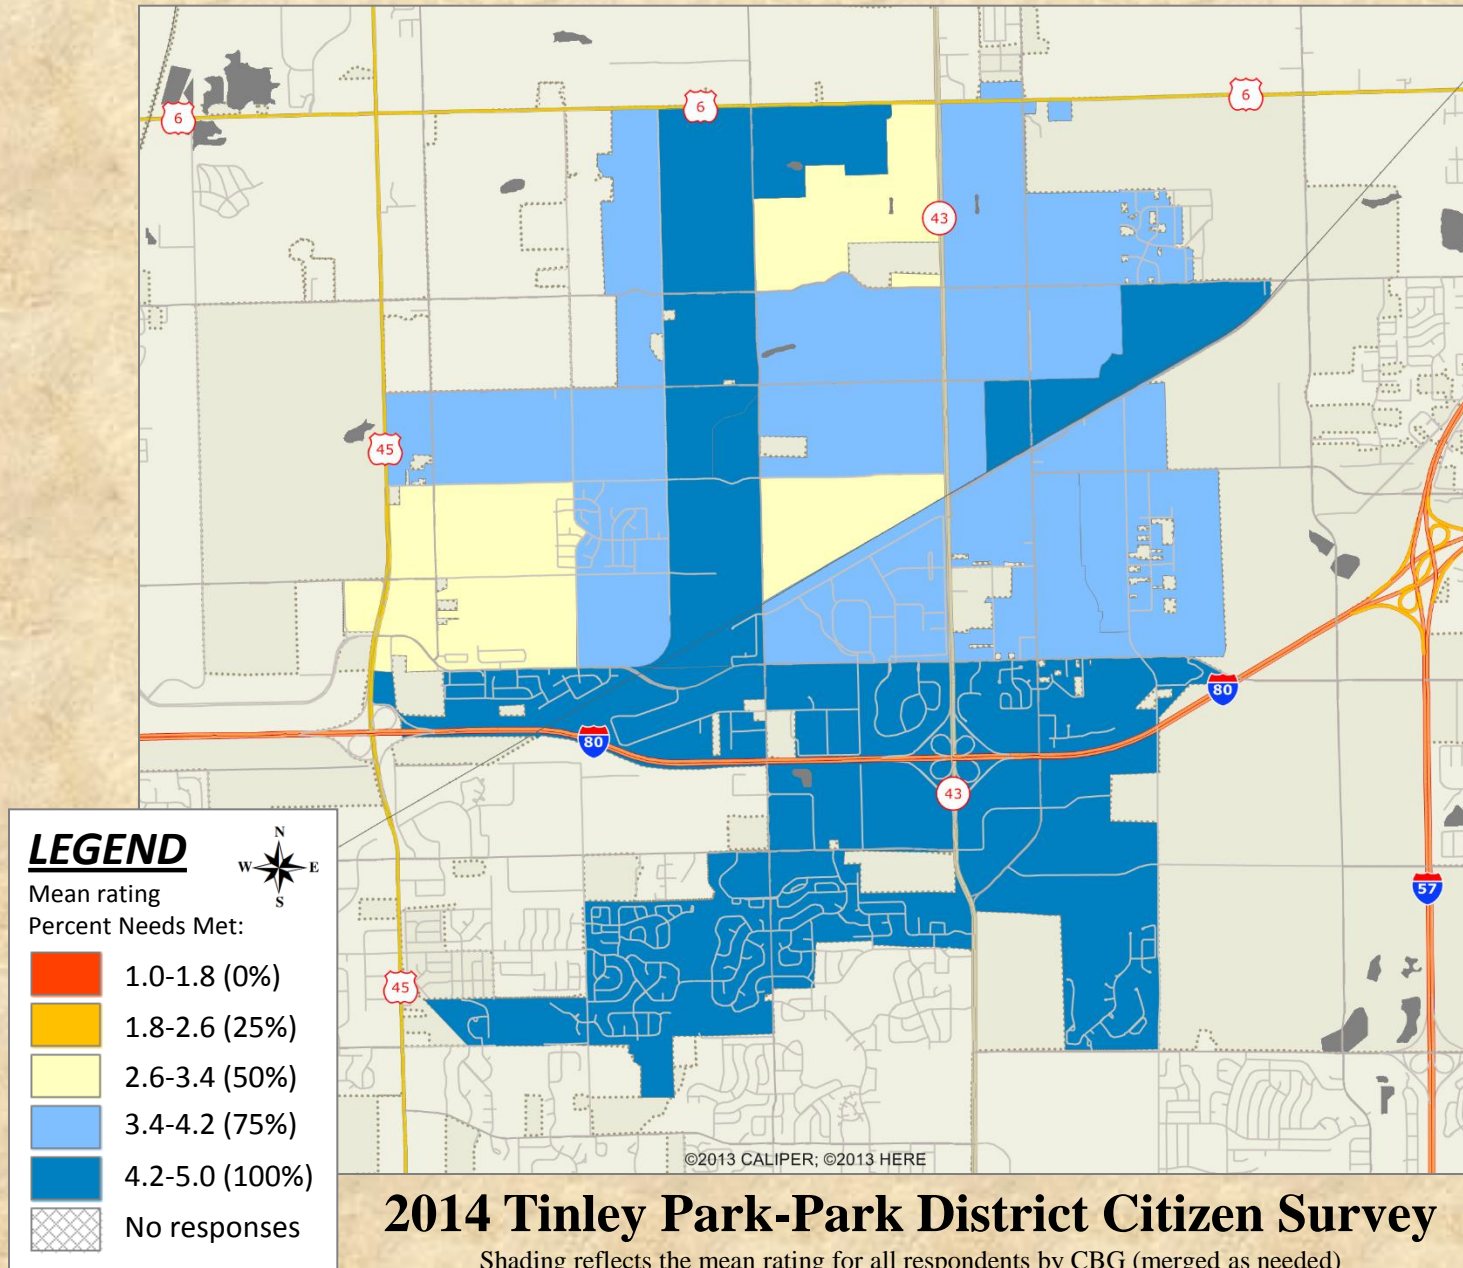 6
6
6
43
45
80
80
43
57
45
LEGEND
N
W E
S
Mean rating
Percent Needs Met:
1.0-1.8 (0%)
1.8-2.6 (25%)
2.6-3.4 (50%)
3.4-4.2 (75%)
4.2-5.0 (100%)
No responses
©2013 CALIPER; ©2013 HERE
2014 Tinley Park-Park District Citizen Survey
Shading reflects the mean rating for all respondents by CBG (merged as needed)